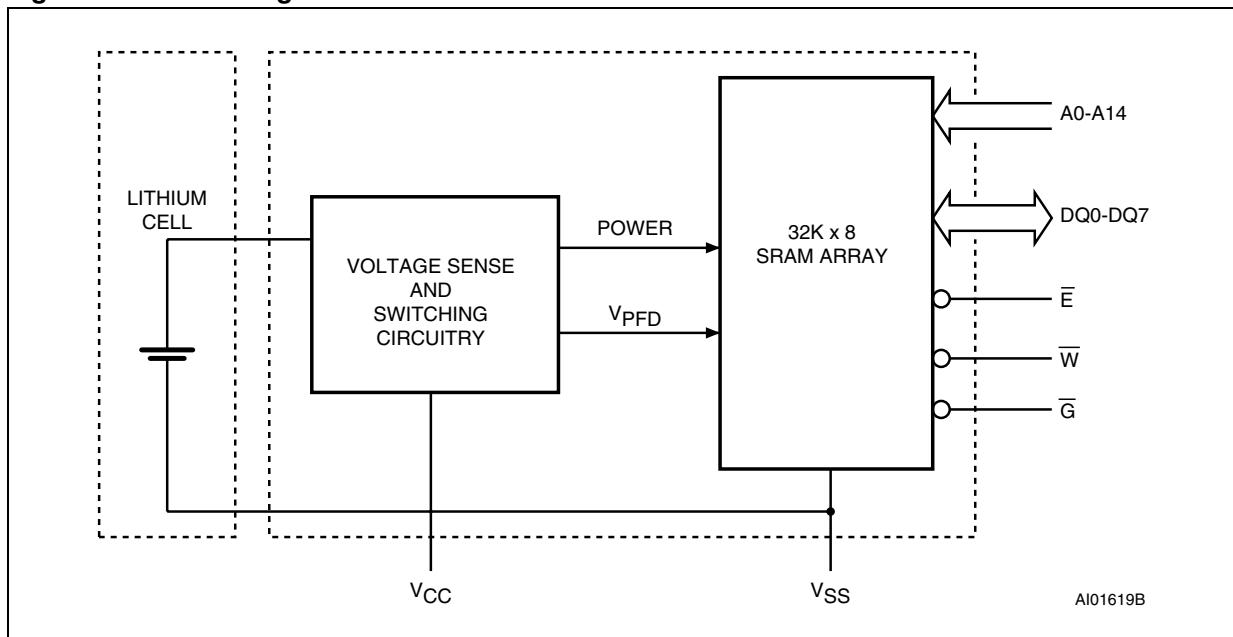 LITHIUM
CELL
VOLTAGE SENSE
AND
SWITCHING
CIRCUITRY
POWER
VPFD
32K x 8
SRAM ARRAY
A0-A14
DQ0-DQ7
E̅
W̅
G̅
VCC
VSS
AI01619B